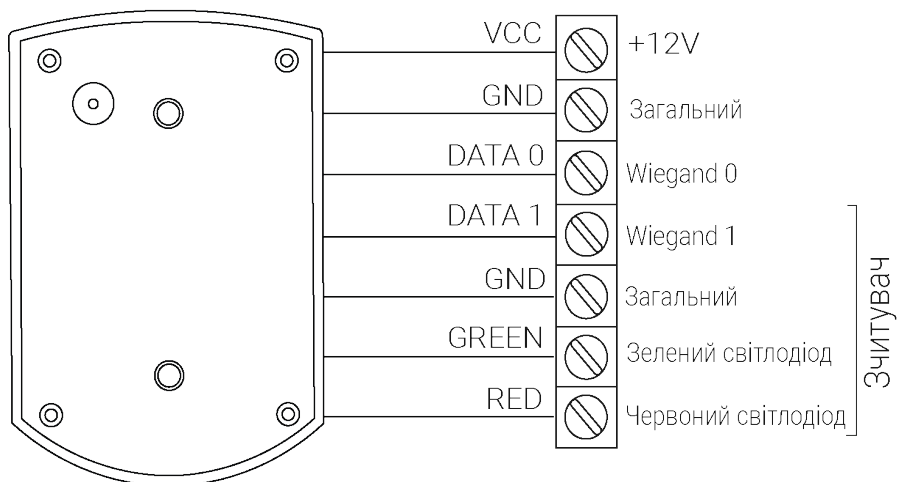 VCC +12V
GND Загальний
DATA 0 Wiegand 0
DATA 1 Wiegand 1
GND Загальний
GREEN Зелений світлодіод
RED Червоний світлодіод
Зчитувач